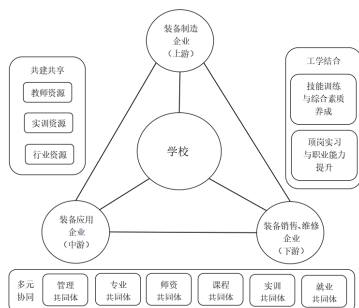 装备制造
企业
(上游)
共建共享
教师资源
实训资源
行业资源
工学结合
技能训练
与综合素质
养成
顶岗实习
与职业能力
提升
学校
装备应用
企业
(中游)
装备销售、维修
企业
(下游)
多元
协同
管理
共同体
专业
共同体
师资
共同体
课程
共同体
实训
共同体
就业
共同体